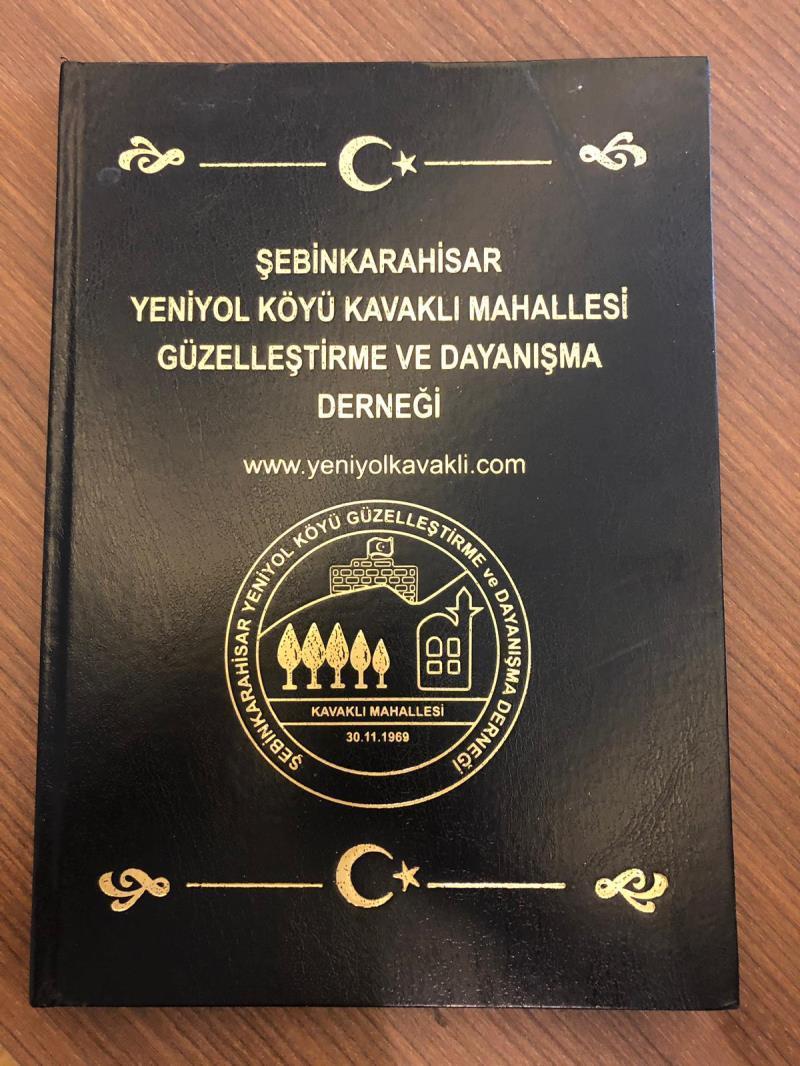 ŞEBİNKARAHİSAR
YENİYOL KÖYÜ KAVAKLI MAHALLESİ
GÜZELLEŞTİRME VE DAYANIŞMA
DERNEĞİ
www.yeniyolkavakli.com
ŞEBİNKARAHİSAR YENİYOL KÖYÜ GÜZELLEŞTİRME ve DAYANIŞMA DERNEĞİ
KAVAKLI MAHALLESİ
30.11.1969